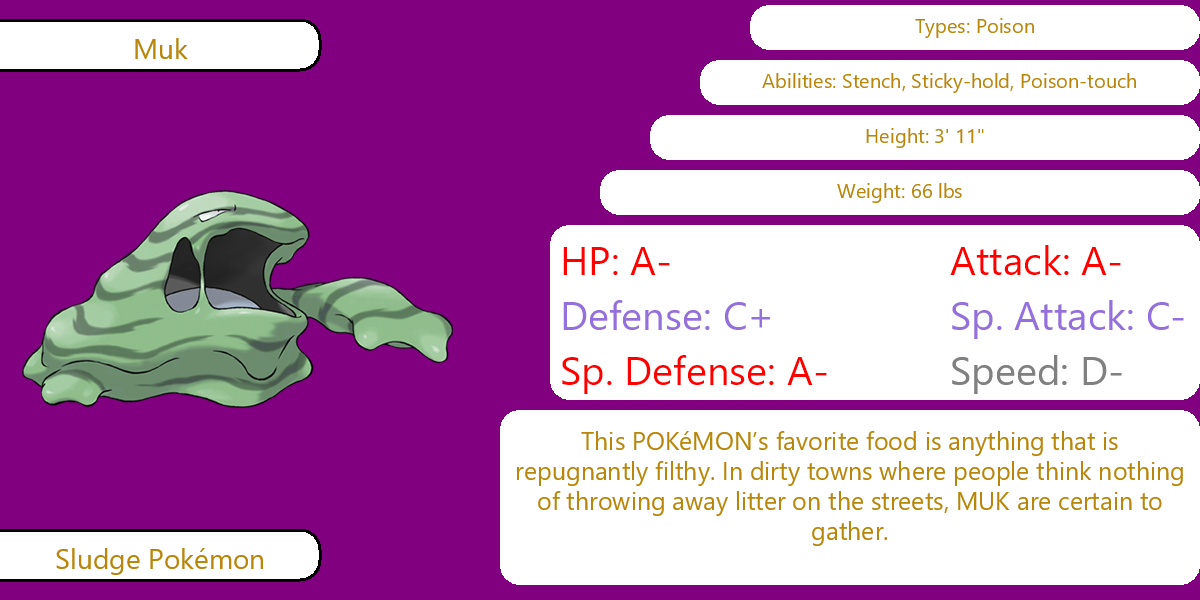 Muk
Types: Poison
Abilities: Stench, Sticky-hold, Poison-touch
Height: 3' 11"
Weight: 66 lbs
HP: A-
Attack: A-
Defense: C+
Sp. Attack: C-
Sp. Defense: A-
Speed: D-
This POKéMON’s favorite food is anything that is
repugnantly filthy. In dirty towns where people think nothing
of throwing away litter on the streets, MUK are certain to
gather.
Sludge Pokémon